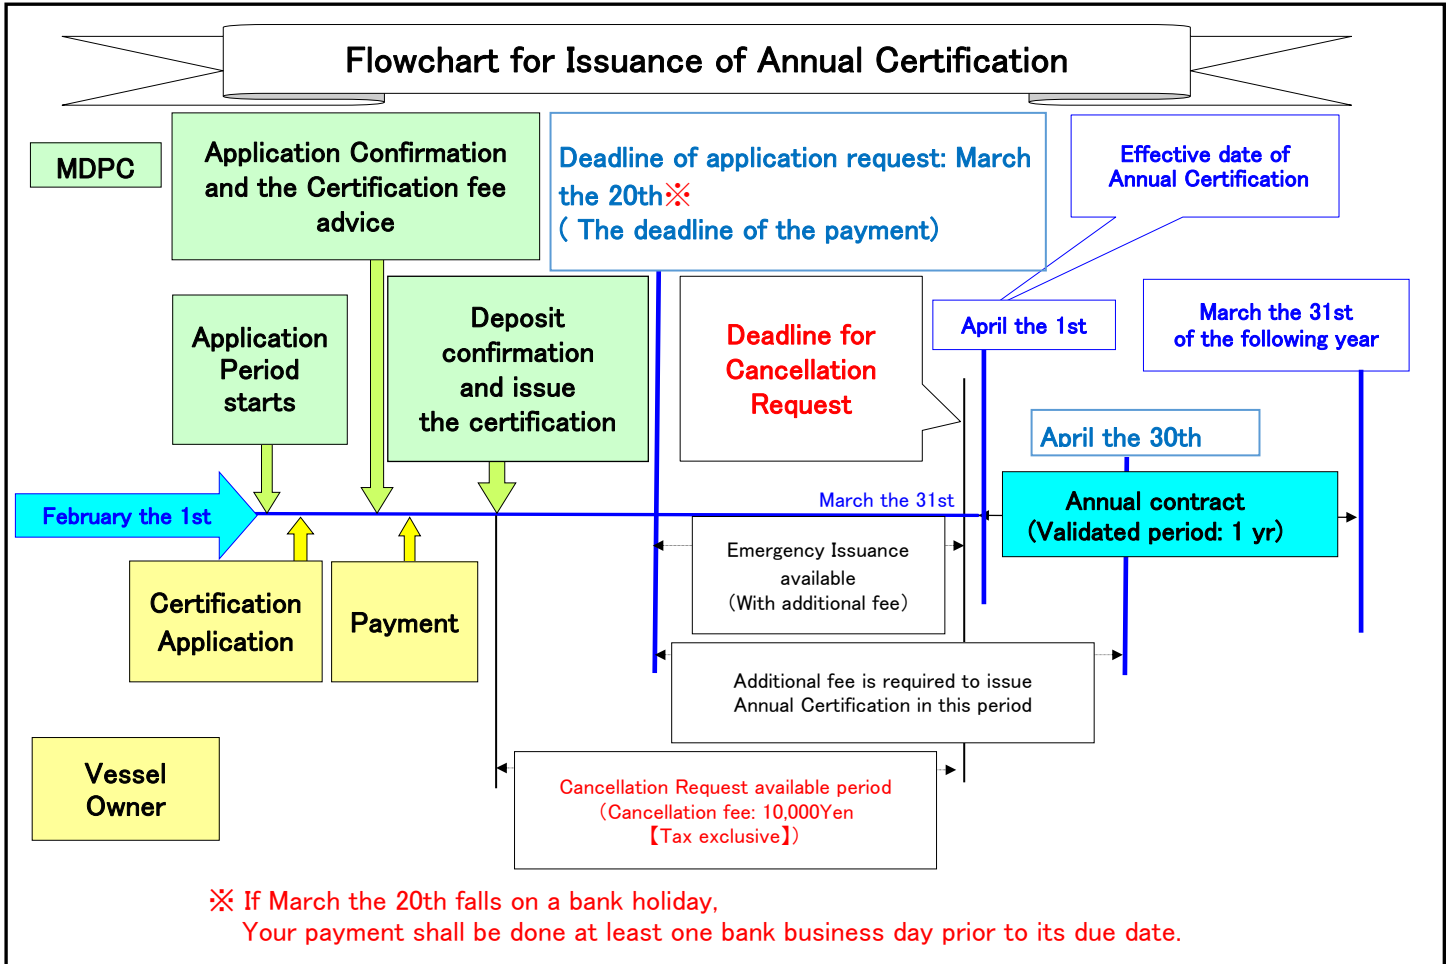 Flowchart for Issuance of Annual Certification
MDPC
Application Confirmation
and the Certification fee
advice
Deadline of application request: March
the 20th※
( The deadline of the payment)
Effective date of
Annual Certification
Application
Period
starts
Deposit
confirmation
and issue
the certification
Deadline for
Cancellation
Request
April the 1st
March the 31st
of the following year
April the 30th
February the 1st
March the 31st
Annual contract
(Validated period: 1 yr)
Emergency Issuance
available
(With additional fee)
Certification
Application
Payment
Additional fee is required to issue
Annual Certification in this period
Vessel
Owner
Cancellation Request available period
(Cancellation fee: 10,000Yen
【Tax exclusive】)
※ If March the 20th falls on a bank holiday,
Your payment shall be done at least one bank business day prior to its due date.